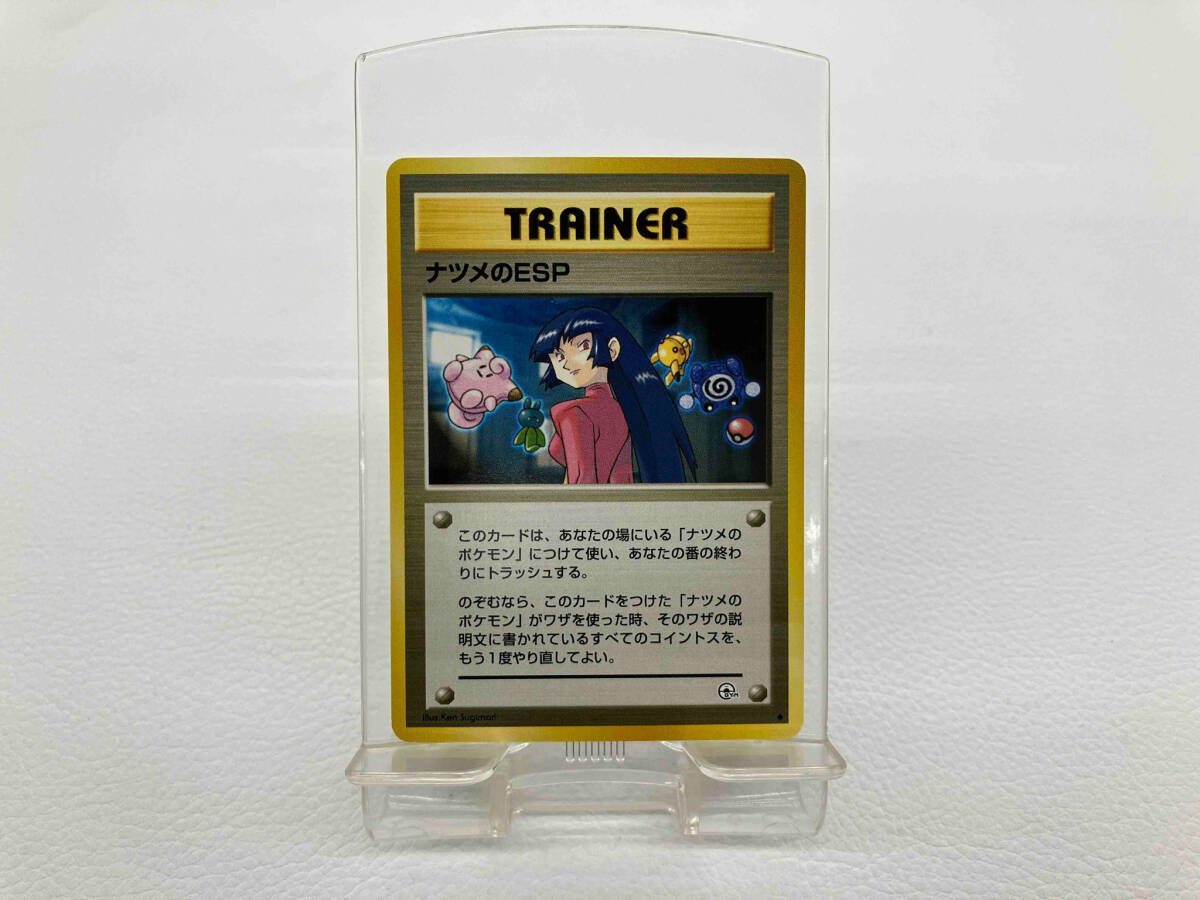 TRAINER
ナツメのESP
このカードは、あなたの場にいる「ナツメの
ポケモン」につけて使い、あなたの番の終わ
りにトラッシュする。
のぞむなら、このカードをつけた「ナツメの
ポケモン」がワザを使った時、そのワザの説
明文に書かれているすべてのコイントスを、
もう1度やり直してよい。
GYM
Illus. Ken Sugimori